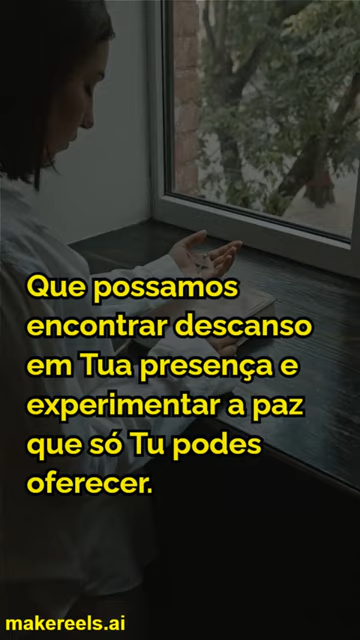 Que possamos
encontrar descanso
em Tua presença e
experimentar a paz
que só Tu podes
oferecer.
makereels.ai